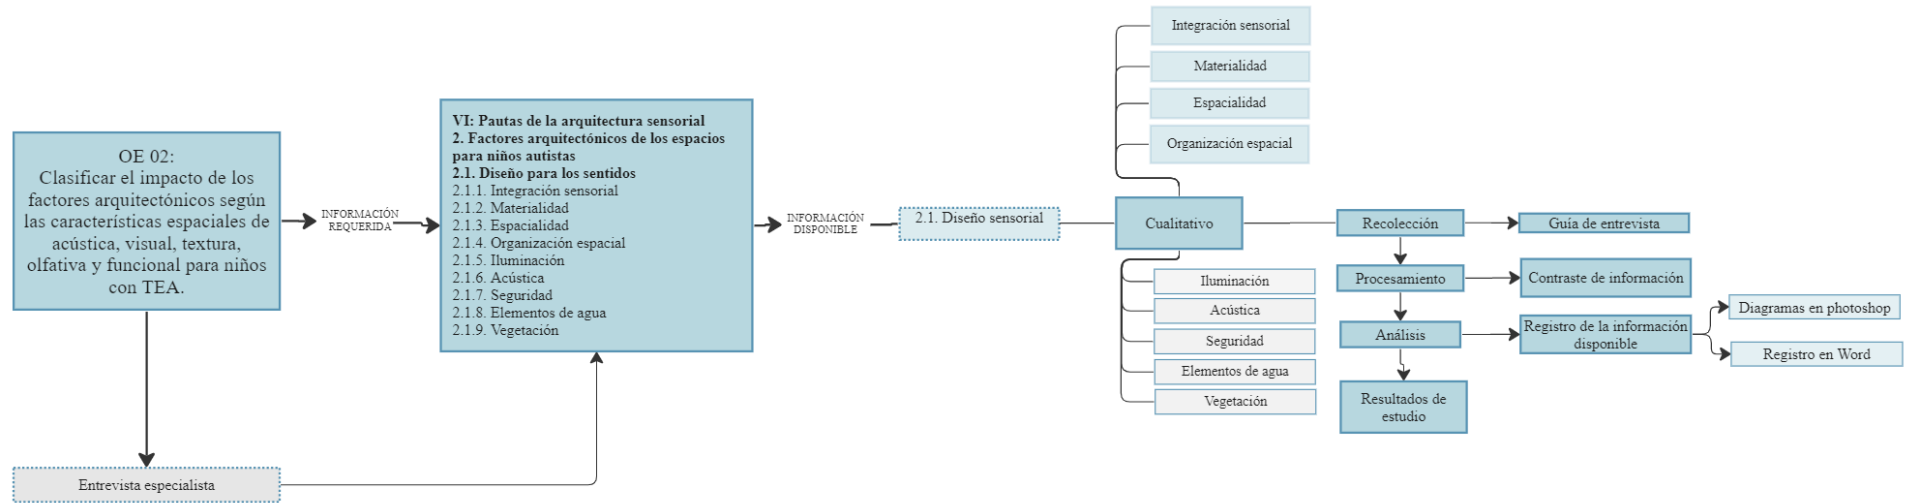 OE 02:
Clasificar el impacto de los
factores arquitectónicos según
las características espaciales de
acústica, visual, textura,
olfativa y funcional para niños
con TEA.
Entrevista especialista
INFORMACIÓN
REQUERIDA
VI: Pautas de la arquitectura sensorial
2. Factores arquitectónicos de los espacios
para niños autistas
2.1. Diseño para los sentidos
2.1.1. Integración sensorial
2.1.2. Materialidad
2.1.3. Espacialidad
2.1.4. Organización espacial
2.1.5. Iluminación
2.1.6. Acústica
2.1.7. Seguridad
2.1.8. Elementos de agua
2.1.9. Vegetación
INFORMACIÓN
DISPONIBLE
2.1. Diseño sensorial
Integración sensorial
Materialidad
Espacialidad
Organización espacial
Cualitativo
Iluminación
Acústica
Seguridad
Elementos de agua
Vegetación
Recolección
Guía de entrevista
Procesamiento
Contraste de información
Análisis
Registro de la información
disponible
Diagramas en photoshop
Registro en Word
Resultados de
estudio